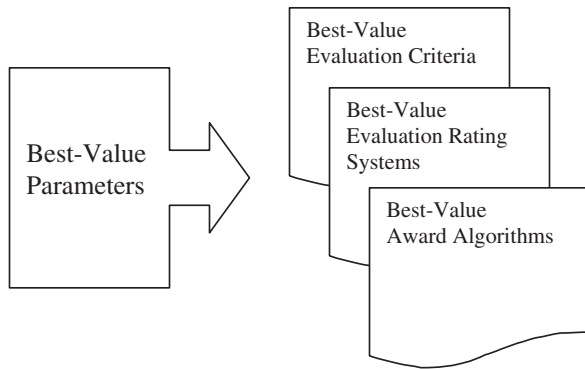 Best-Value
Parameters
Best-Value
Evaluation Criteria
Best-Value
Evaluation Rating
Systems
Best-Value
Award Algorithms